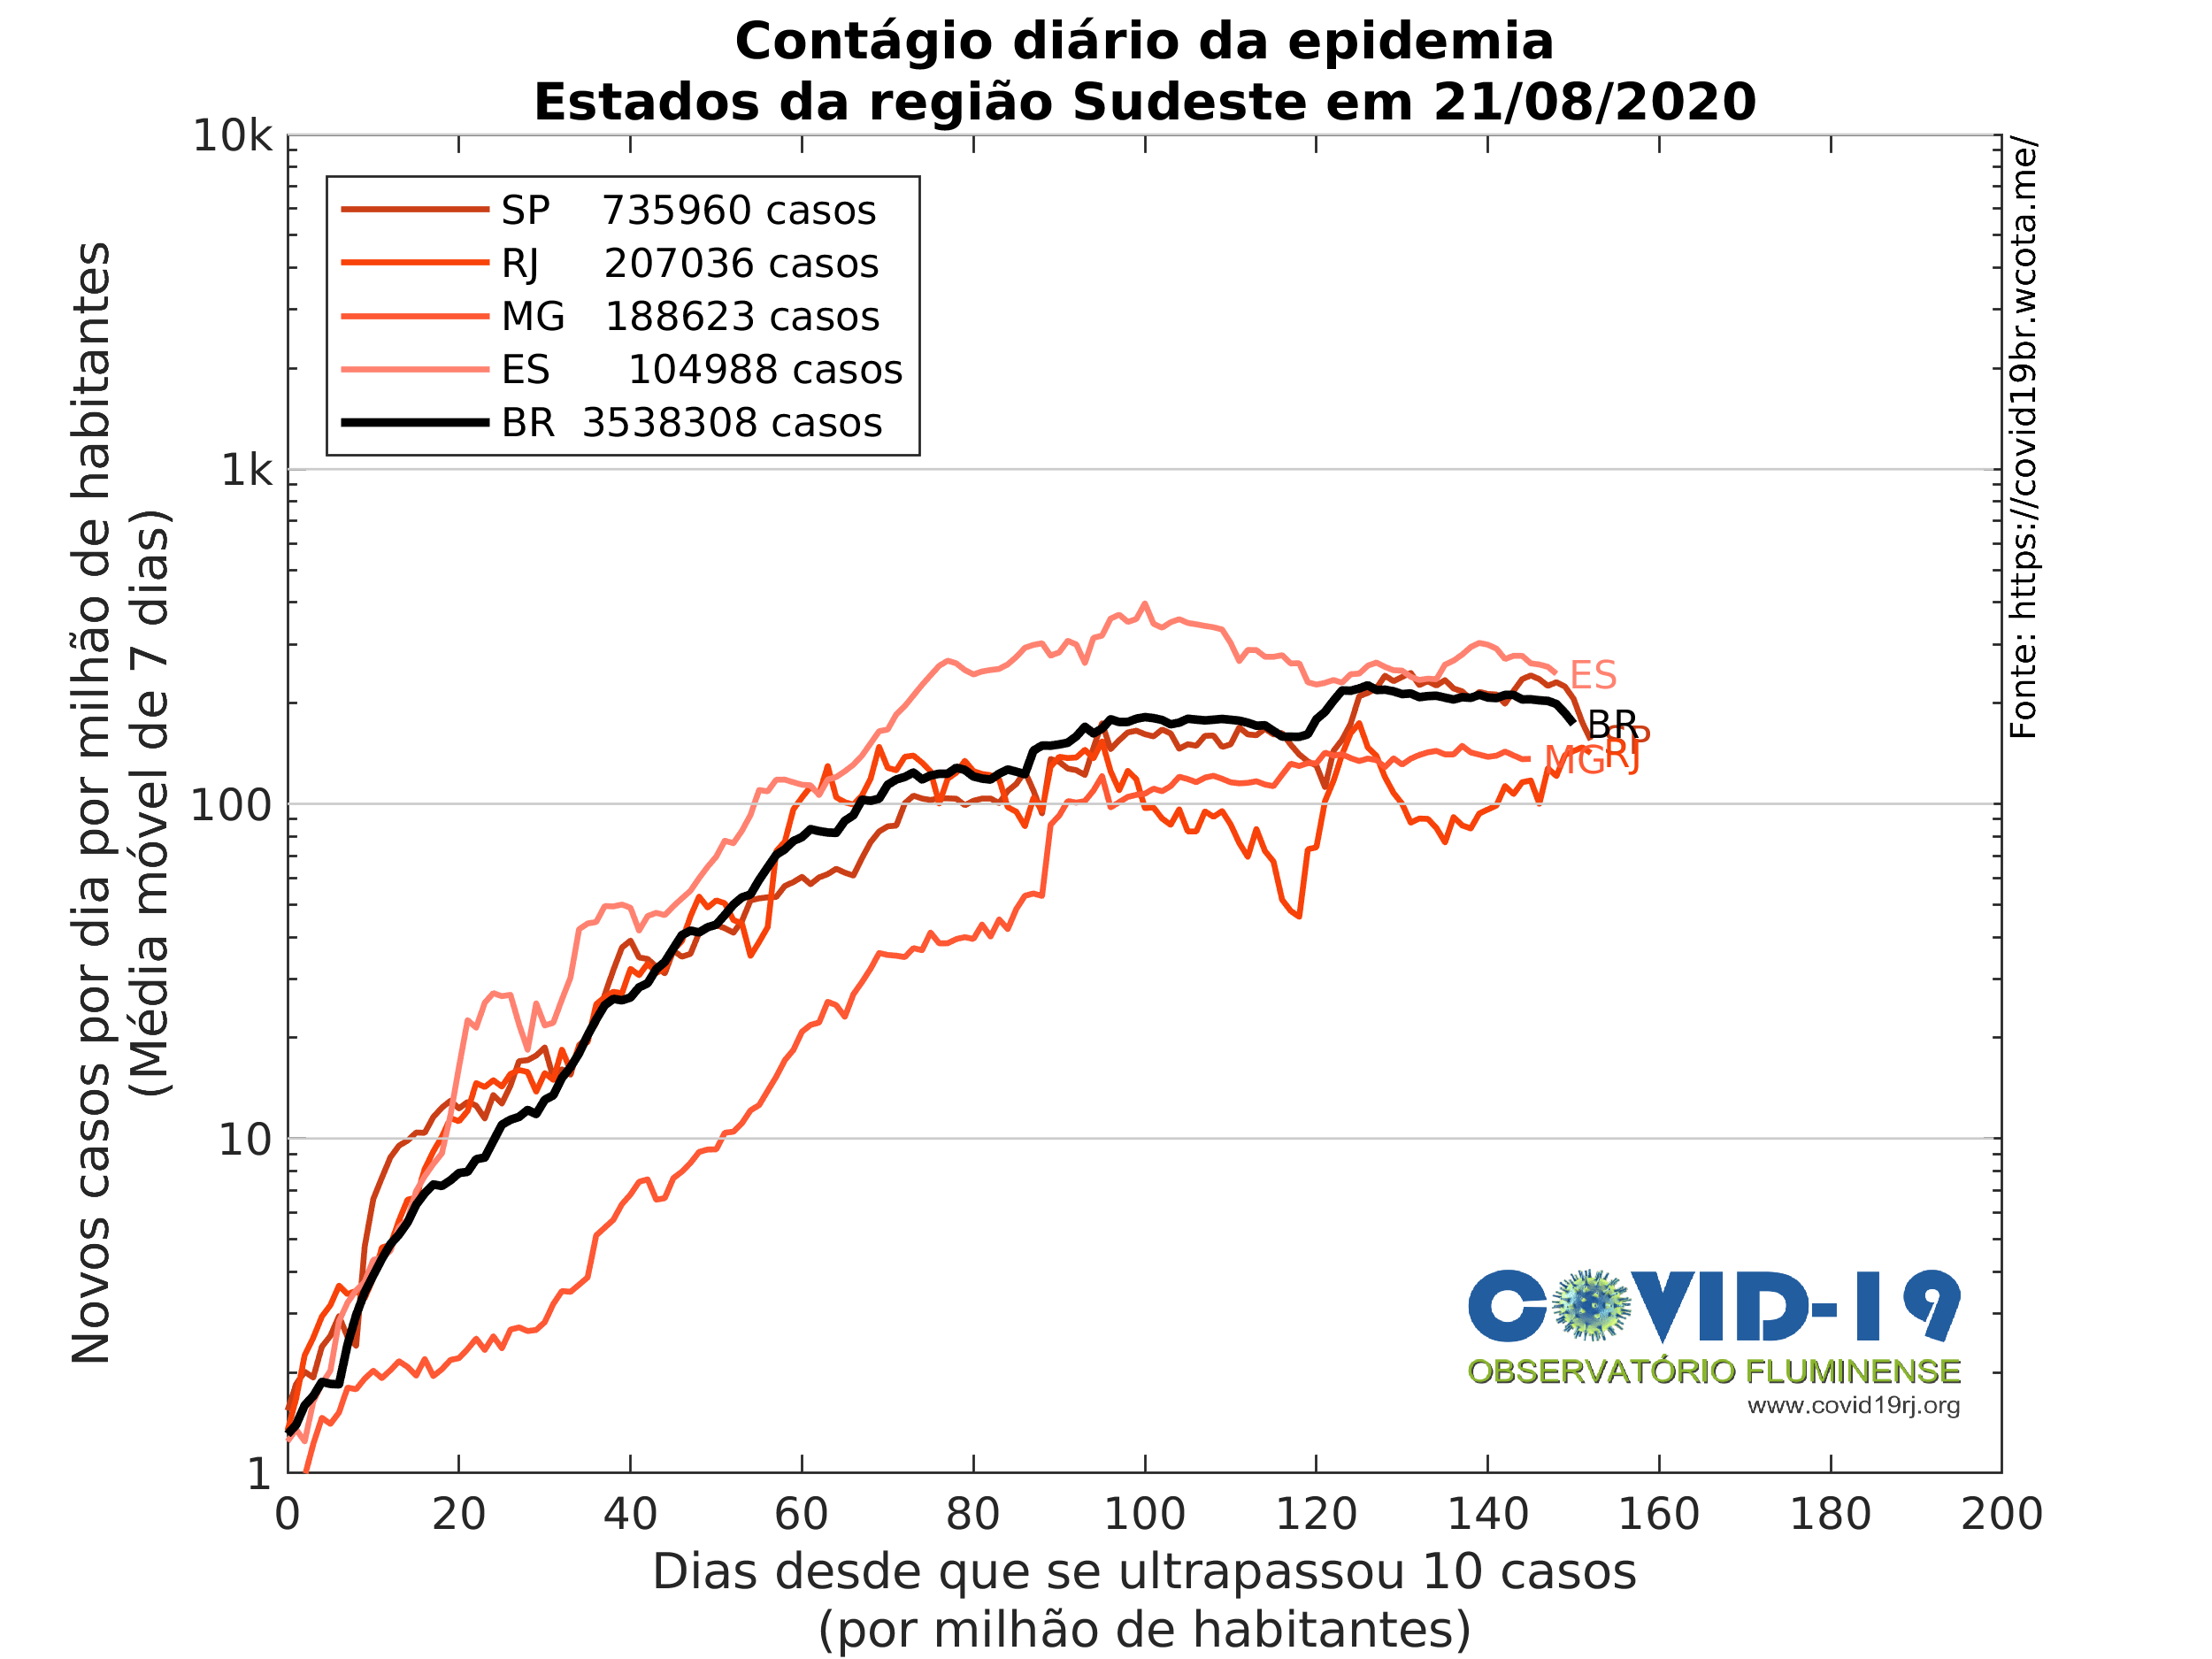 Contágio diário da epidemia
Estados da região Sudeste em 21/08/2020
10k
1k
100
10
1
Novos casos por dia por milhão de habitantes
(Média móvel de 7 dias)
SP 735960 casos
RJ 207036 casos
MG 188623 casos
ES 104988 casos
BR 3538308 casos
Fonte: https://covid19br.wcota.me/
ES
BR
SP
RJ
MG
COVID-19
OBSERVATÓRIO FLUMINENSE
www.covid19rj.org
0 20 40 60 80 100 120 140 160 180 200
Dias desde que se ultrapassou 10 casos
(por milhão de habitantes)